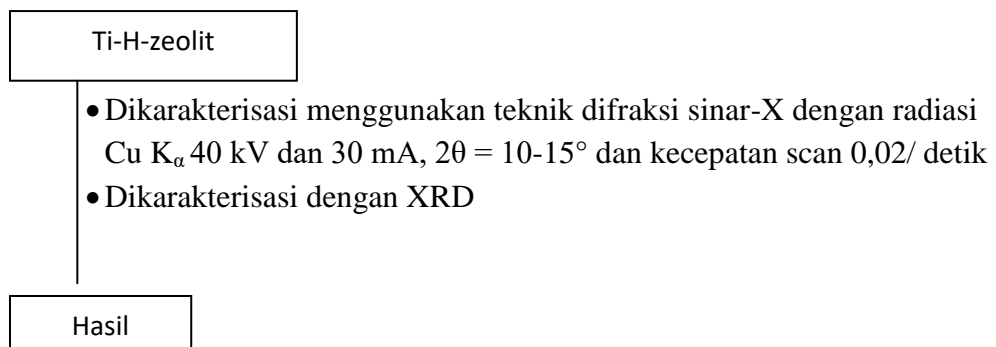 Ti-H-zeolit
• Dikarakterisasi menggunakan teknik difraksi sinar-X dengan radiasi
Cu Kα 40 kV dan 30 mA, 2θ = 10-15° dan kecepatan scan 0,02/ detik
• Dikarakterisasi dengan XRD
Hasil